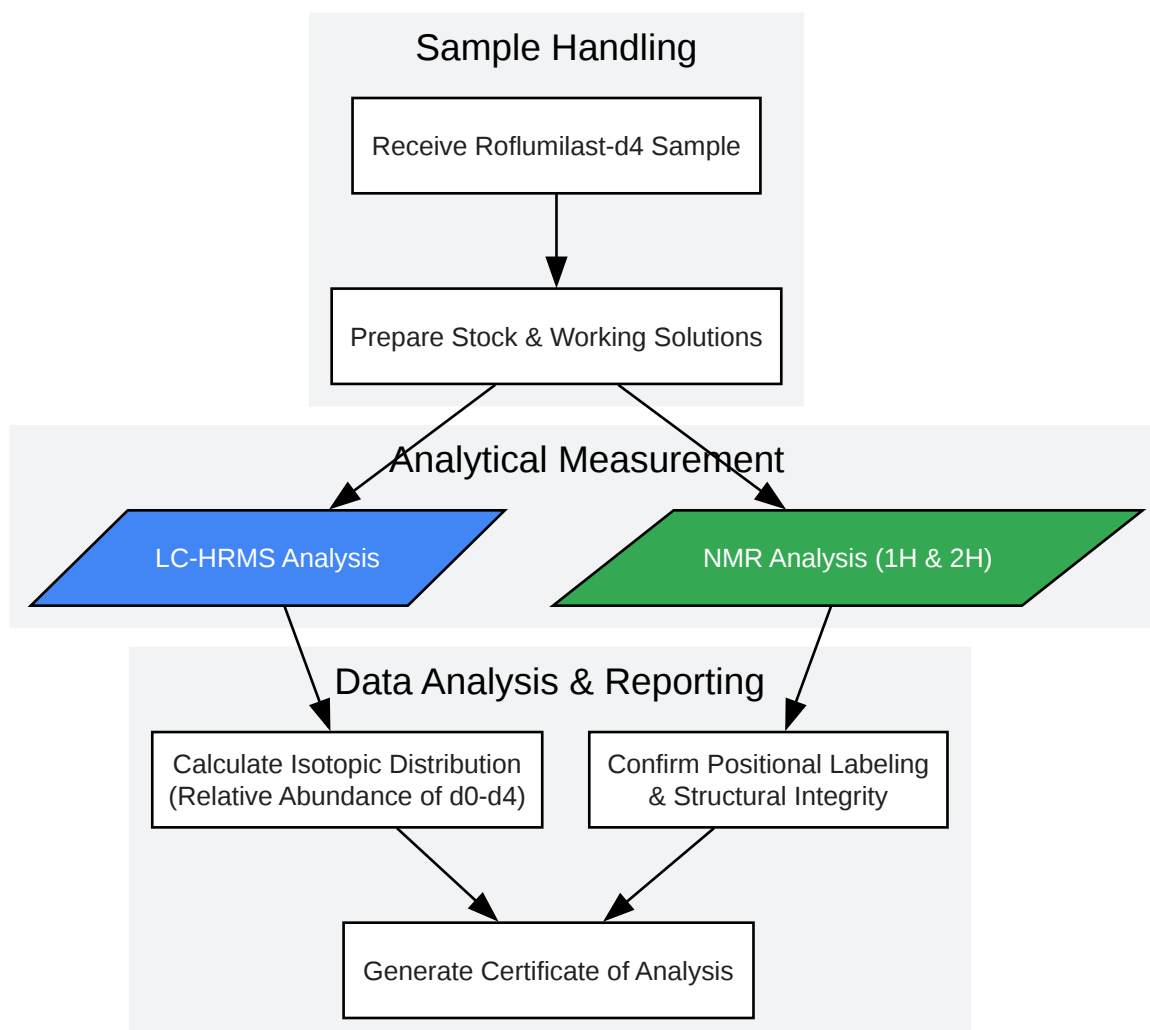 Sample Handling
Receive Roflumilast-d4 Sample
Prepare Stock & Working Solutions
Analytical Measurement
LC-HRMS Analysis
NMR Analysis (1H & 2H)
Data Analysis & Reporting
Calculate Isotopic Distribution
(Relative Abundance of d0-d4)
Confirm Positional Labeling
& Structural Integrity
Generate Certificate of Analysis